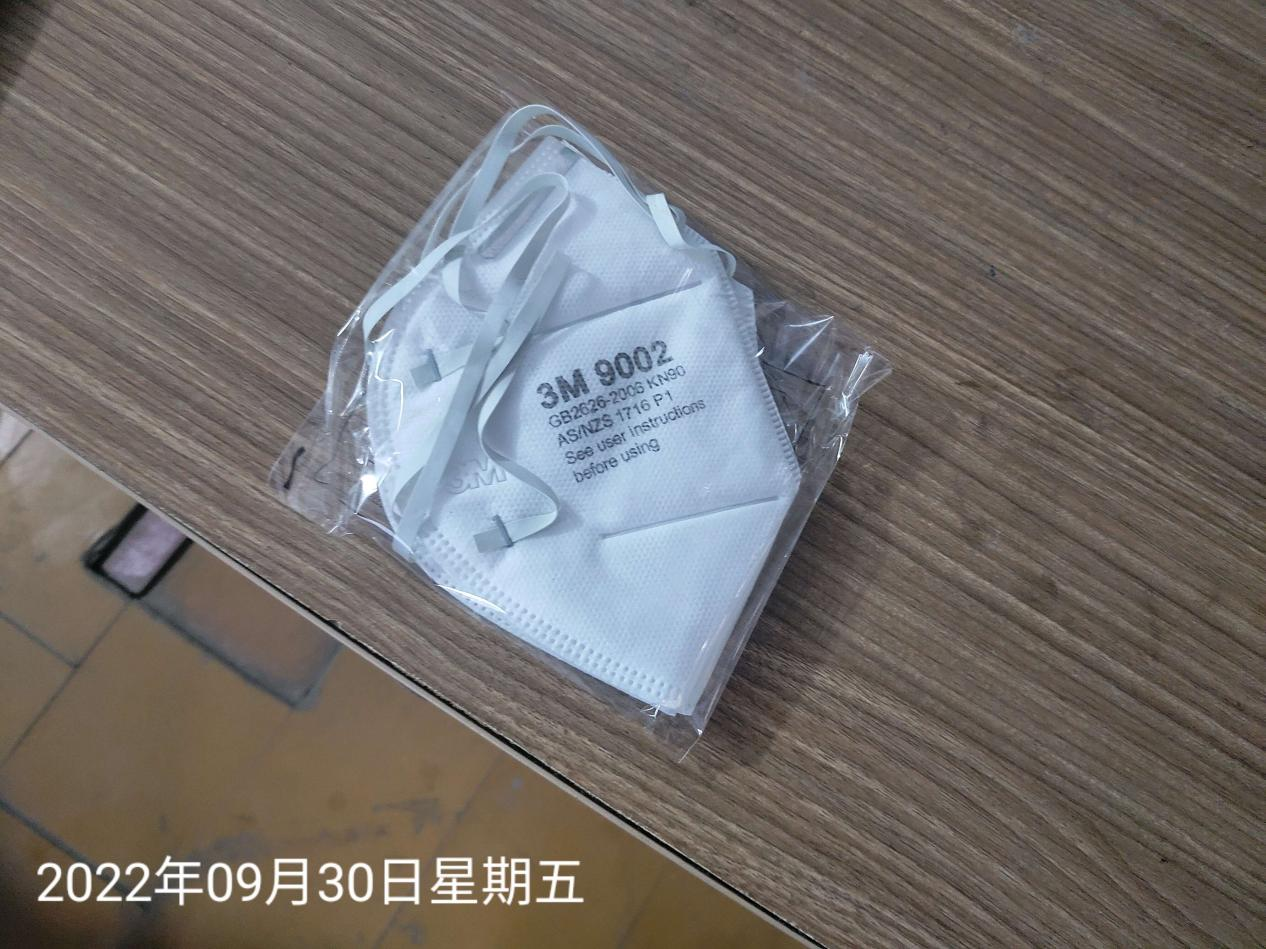 3M 9002
GB2626-2006 KN90
AS/NZS 1716 P1
See user instructions
before using
3M
2022年09月30日星期五